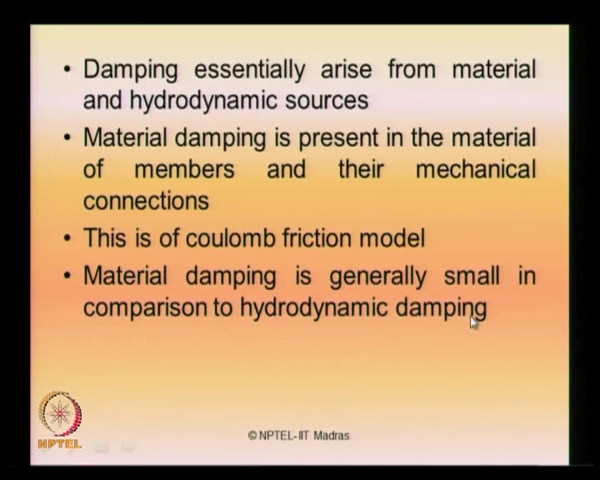 • Damping essentially arise from material
and hydrodynamic sources
• Material damping is present in the material
of members and their mechanical
connections
• This is of coulomb friction model
• Material damping is generally small in
comparison to hydrodynamic damping
NPTEL
© NPTEL- IIT Madras